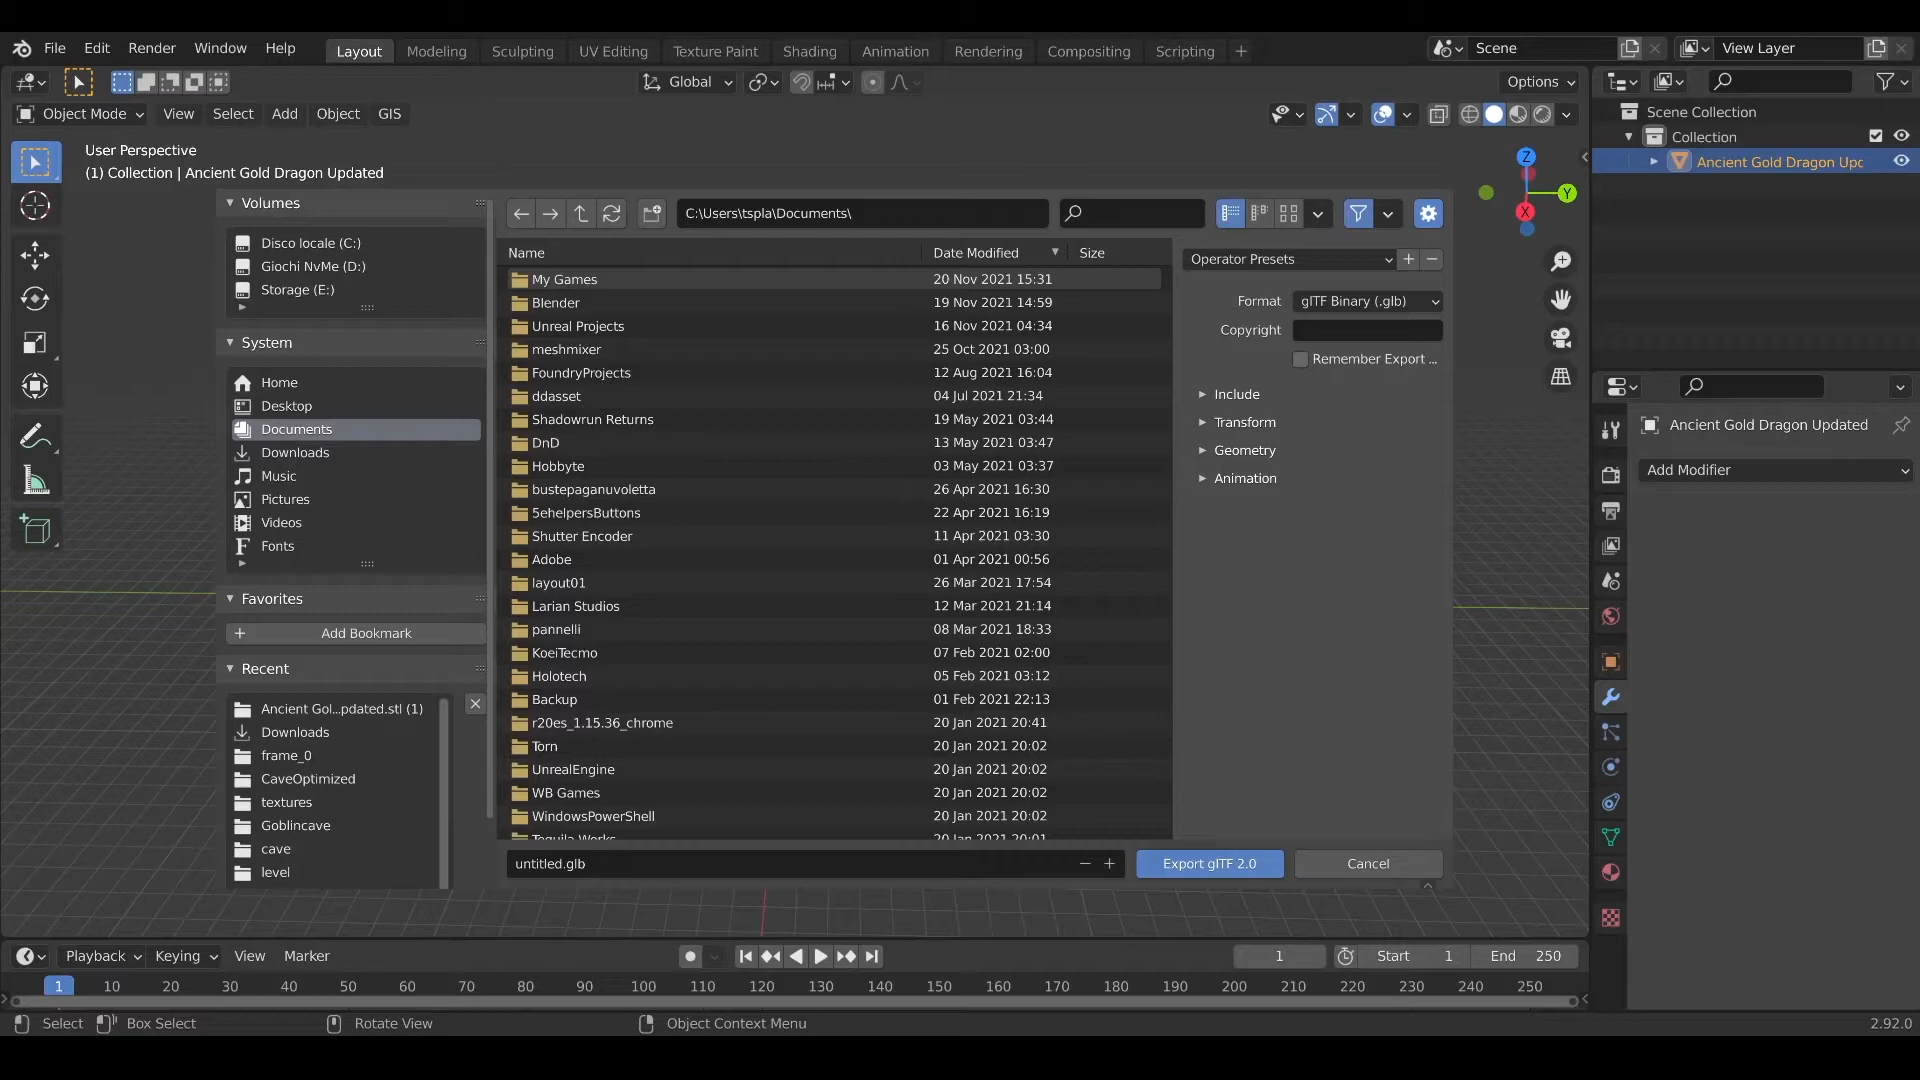 File Edit Render Window Help Layout Modeling Sculpting UV Editing Texture Paint Shading Animation Rendering Compositing Scripting + Scene View Layer
Global Options
Object Mode View Select Add Object GIS
User Perspective
(1) Collection | Ancient Gold Dragon Updated
Z
Y
X
Scene Collection
Collection
Ancient Gold Dragon Upc
Volumes
Disco locale (C:)
Giochi NvMe (D:)
Storage (E:)
System
Home
Desktop
Documents
Downloads
Music
Pictures
Videos
Fonts
Favorites
Add Bookmark
Recent
Ancient Gol...pdated.stl (1)
Downloads
frame_0
CaveOptimized
textures
Goblincave
cave
level
C:\Users\tspla\Documents\
Name Date Modified Size
My Games 20 Nov 2021 15:31
Blender 19 Nov 2021 14:59
Unreal Projects 16 Nov 2021 04:34
meshmixer 25 Oct 2021 03:00
FoundryProjects 12 Aug 2021 16:04
ddasset 04 Jul 2021 21:34
Shadowrun Returns 19 May 2021 03:44
DnD 13 May 2021 03:47
Hobbyte 03 May 2021 03:37
bustepaganuvoletta 26 Apr 2021 16:30
5ehelpersButtons 22 Apr 2021 16:19
Shutter Encoder 11 Apr 2021 03:30
Adobe 01 Apr 2021 00:56
layout01 26 Mar 2021 17:54
Larian Studios 12 Mar 2021 21:14
pannelli 08 Mar 2021 18:33
KoeiTecmo 07 Feb 2021 02:00
Holotech 05 Feb 2021 03:12
Backup 01 Feb 2021 22:13
r20es_1.15.36_chrome 20 Jan 2021 20:41
Torn 20 Jan 2021 20:02
UnrealEngine 20 Jan 2021 20:02
WB Games 20 Jan 2021 20:02
WindowsPowerShell 20 Jan 2021 20:02
Tequila Works 20 Jan 2021 20:01
untitled.glb Export glTF 2.0 Cancel
Operator Presets
Format glTF Binary (.glb)
Copyright
Remember Export ...
Include
Transform
Geometry
Animation
Ancient Gold Dragon Updated
Add Modifier
Playback Keying View Marker 1 Start 1 End 250
1 10 20 30 40 50 60 70 80 90 100 110 120 130 140 150 160 170 180 190 200 210 220 230 240 250
Select Box Select Rotate View Object Context Menu 2.92.0